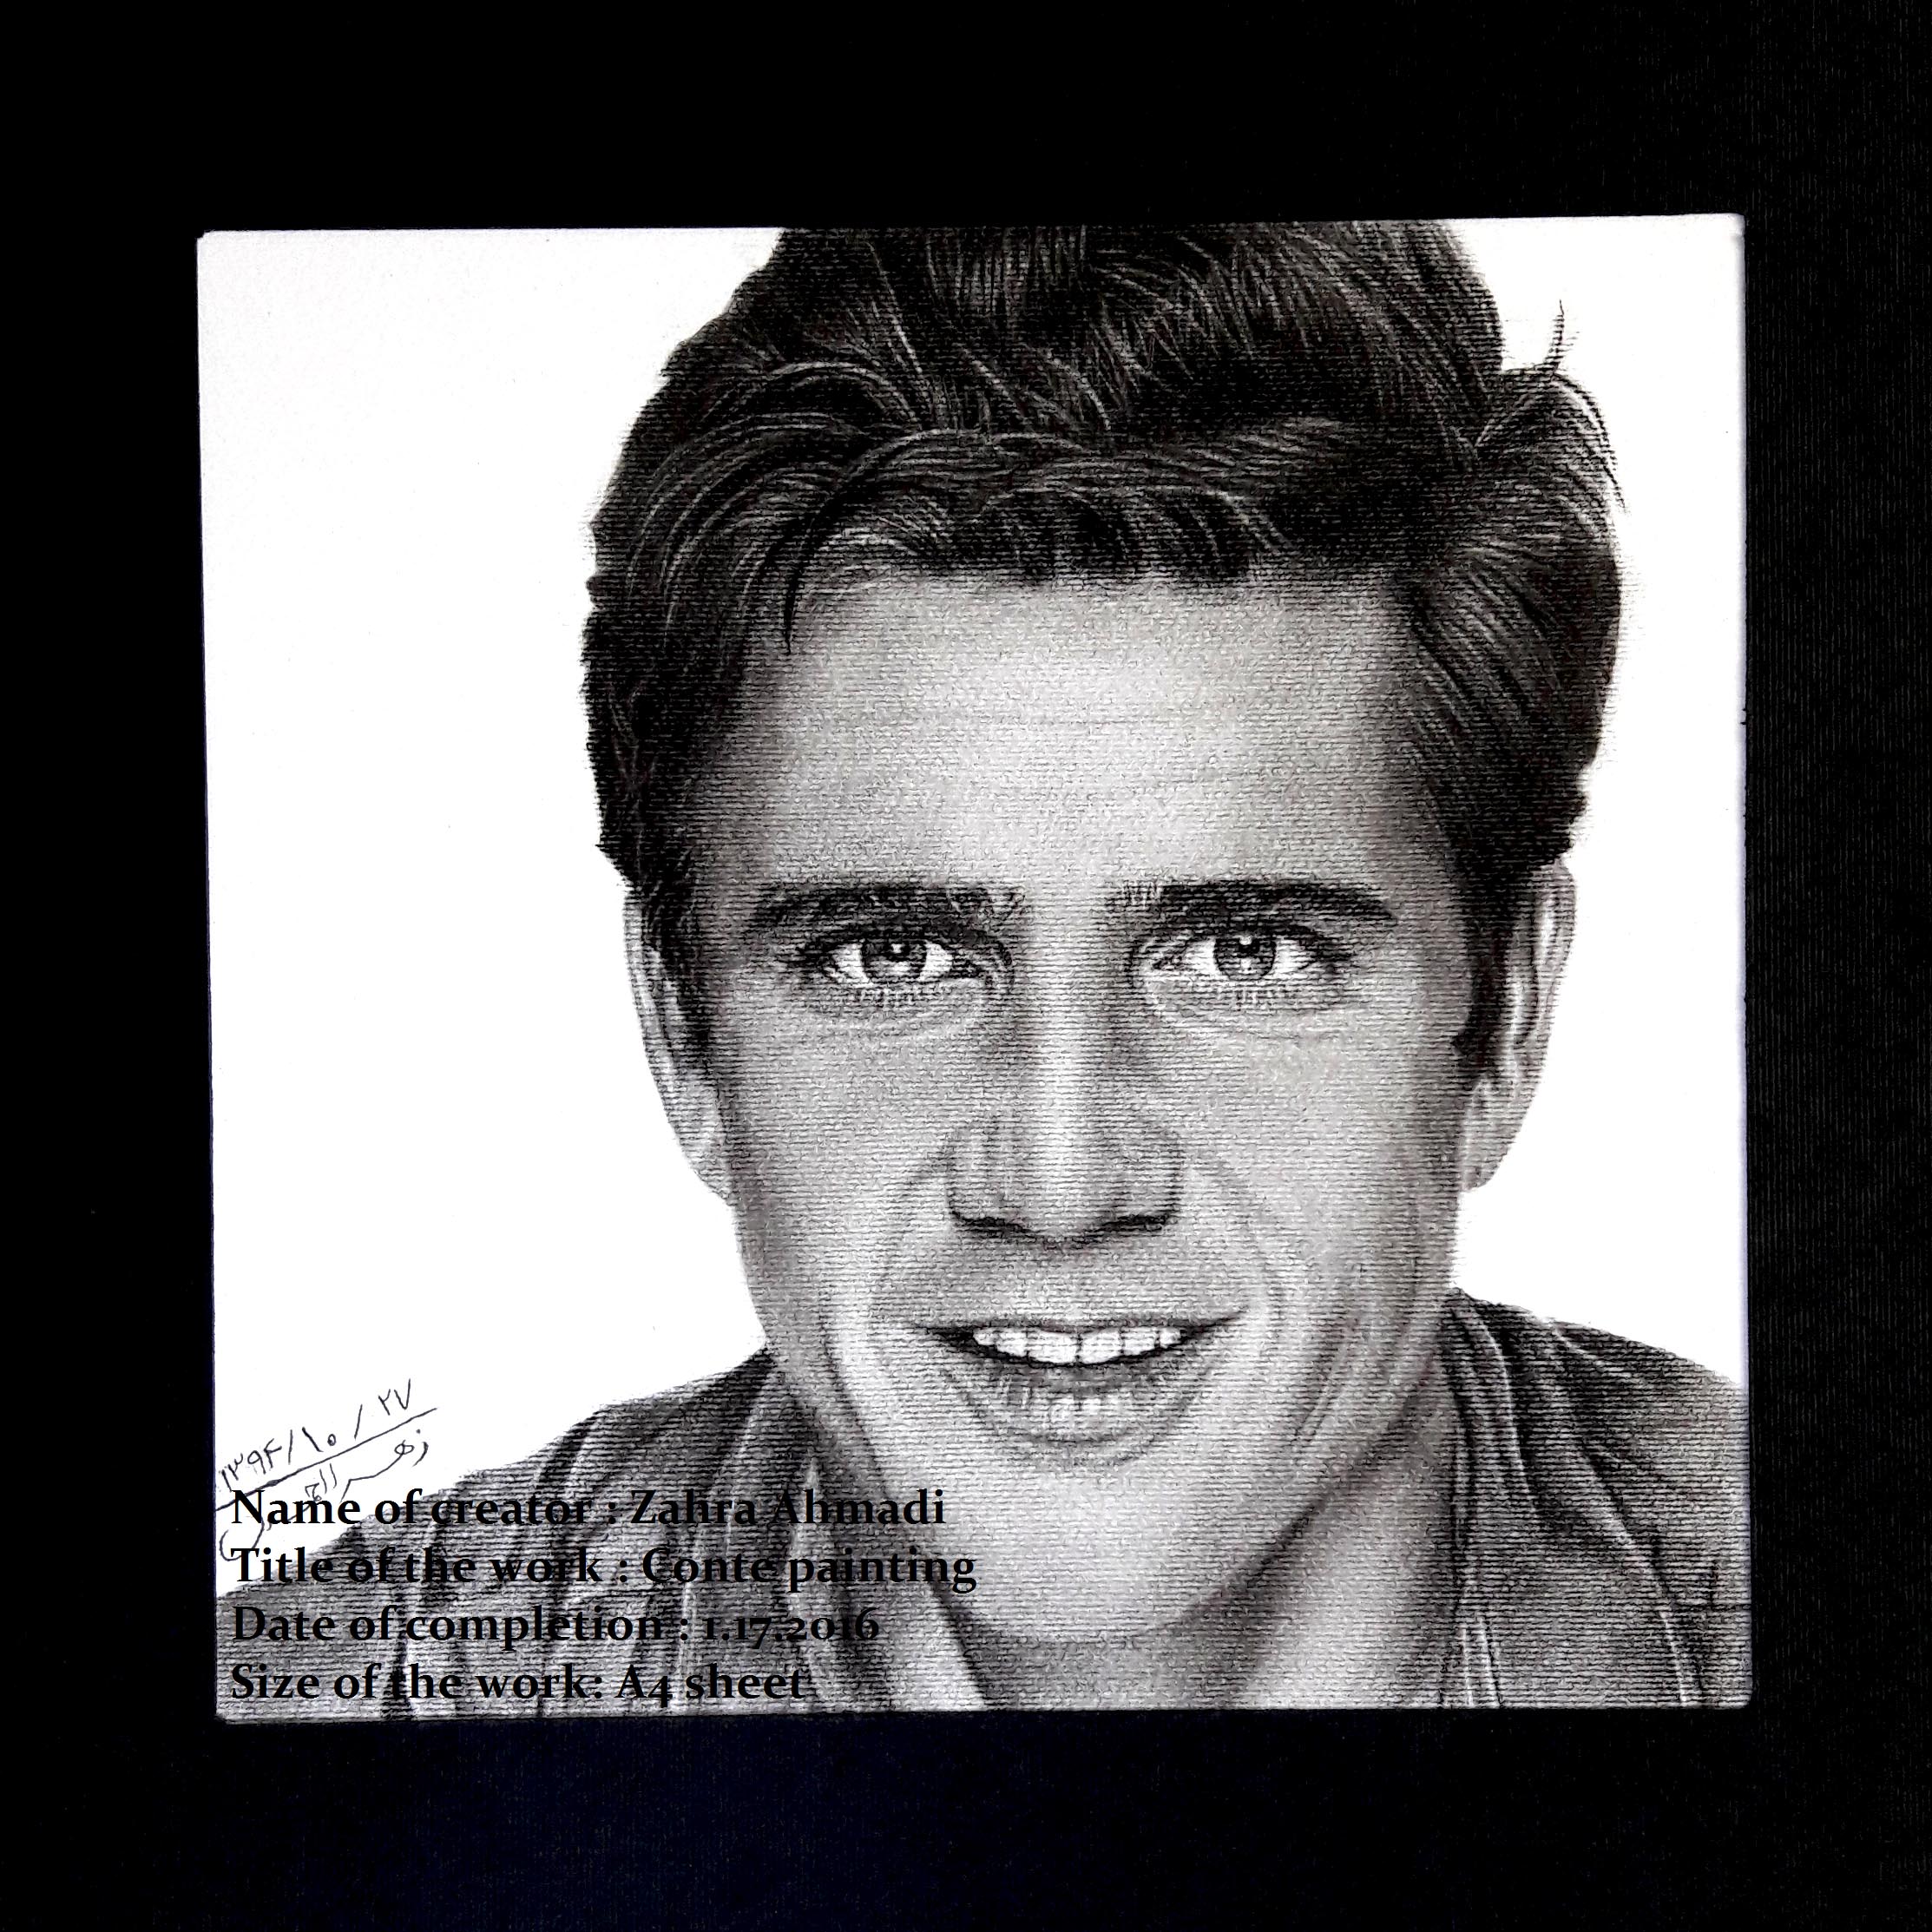 ۱۳۹۴/۱۰/۲۷
Name of creator : Zahra Ahmadi
Title of the work : Conte painting
Date of completion : 1.17.2016
Size of the work: A4 sheet